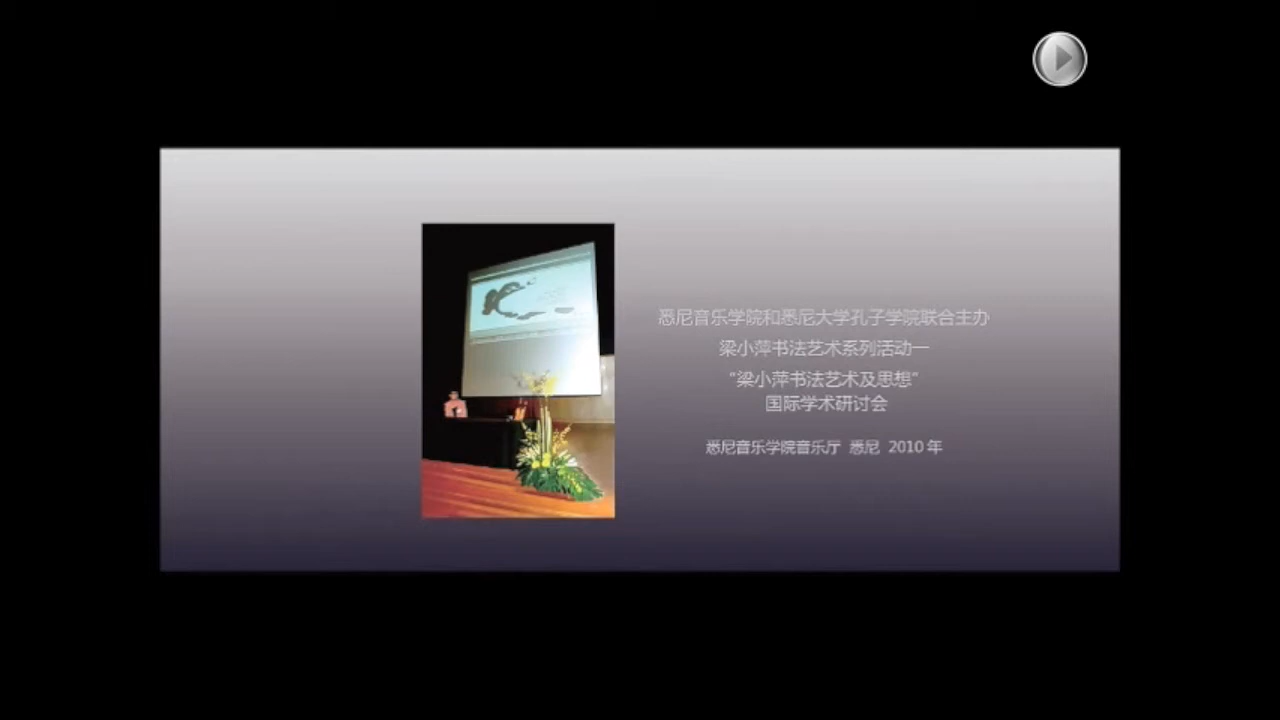 悉尼音乐学院和悉尼大学孔子学院联合主办
梁小萍书法艺术系列活动一
“梁小萍书法艺术及思想”
国际学术研讨会
悉尼音乐学院音乐厅 悉尼 2010 年